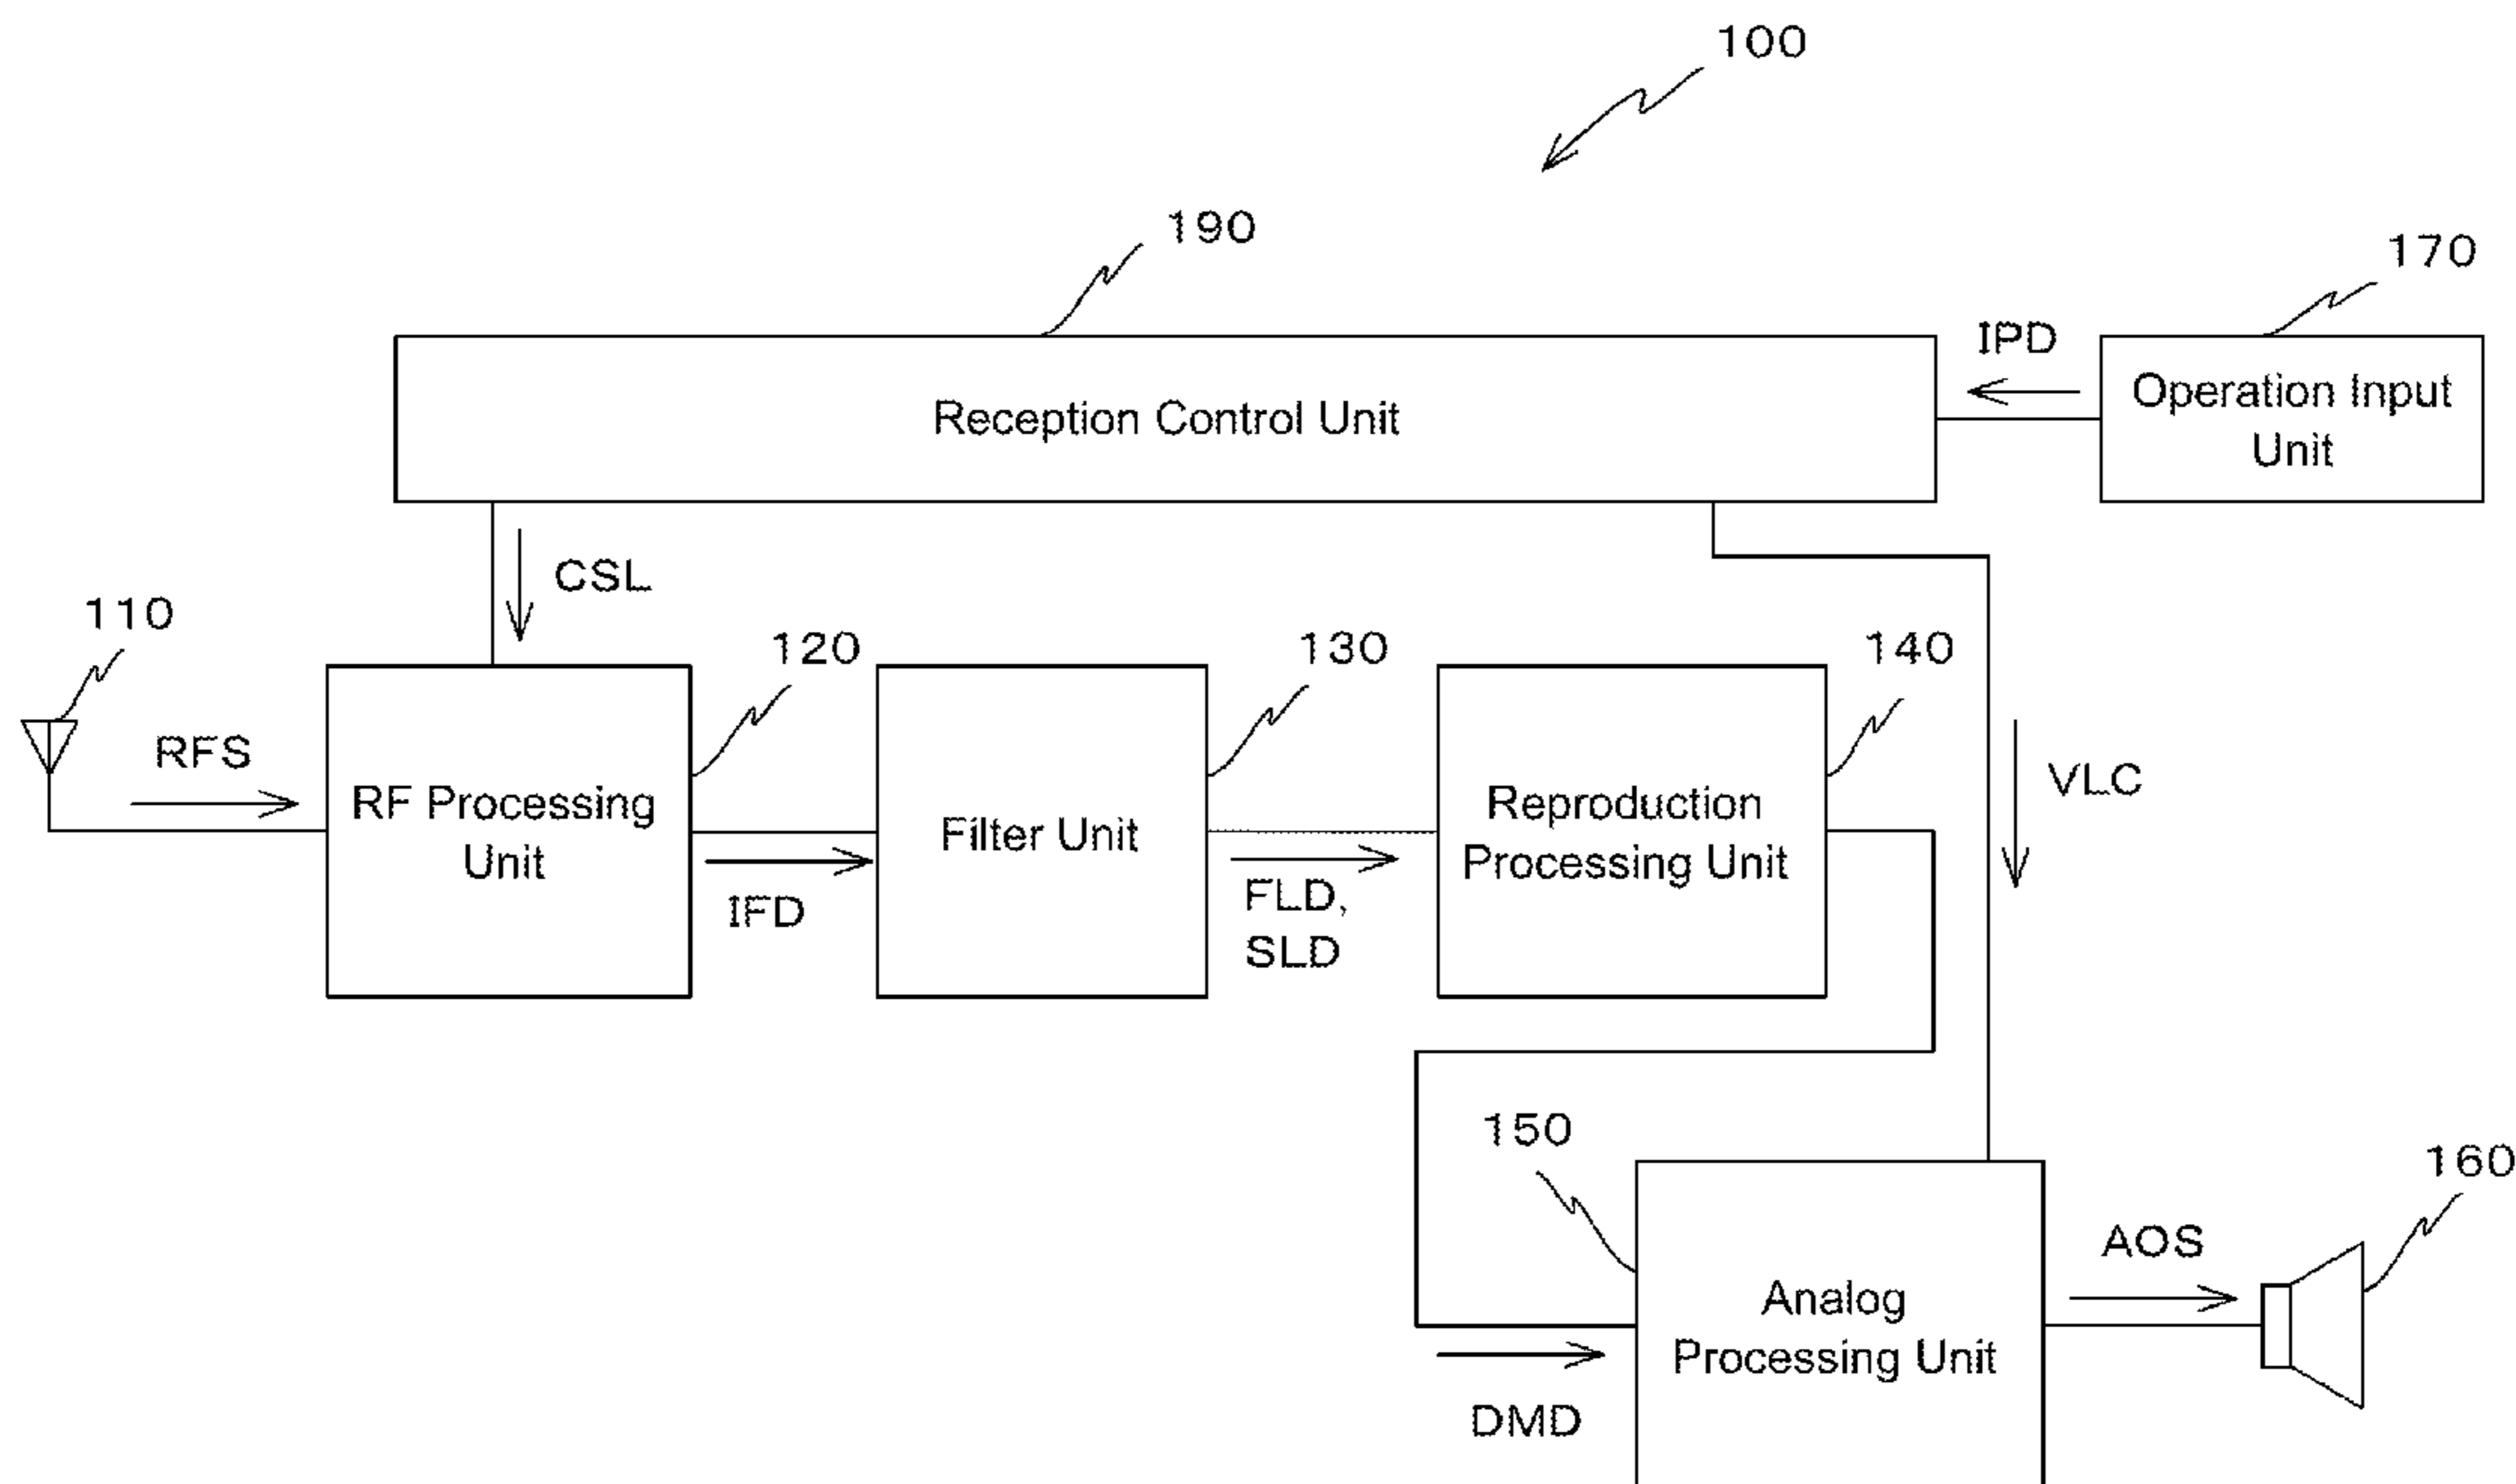 100
190
170
IPD
Reception Control Unit
Operation Input
Unit
CSL
110
120
130
140
RFS
RF Processing
Unit
IFD
Filter Unit
FLD,
SLD
Reproduction
Processing Unit
VLC
150
160
AOS
Analog
Processing Unit
DMD